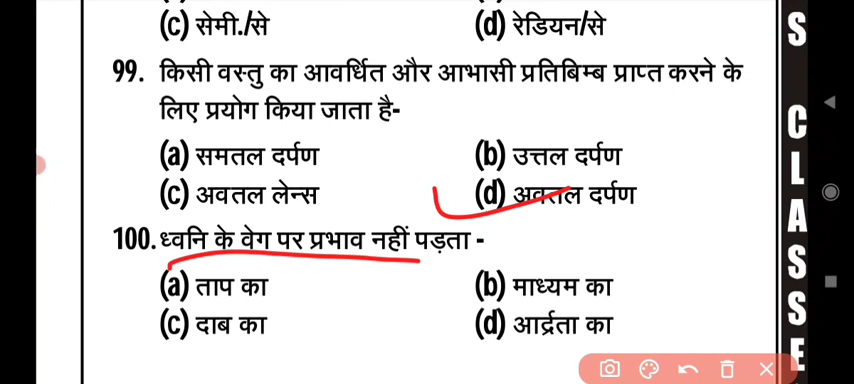 (c) सेमी./से (d) रेडियन/से
99. किसी वस्तु का आवर्धित और आभासी प्रतिबिम्ब प्राप्त करने के
लिए प्रयोग किया जाता है-
(a) समतल दर्पण (b) उत्तल दर्पण
(c) अवतल लेन्स (d) अवतल दर्पण
100. ध्वनि के वेग पर प्रभाव नहीं पड़ता -
(a) ताप का (b) माध्यम का
(c) दाब का (d) आर्द्रता का
S CLASSE